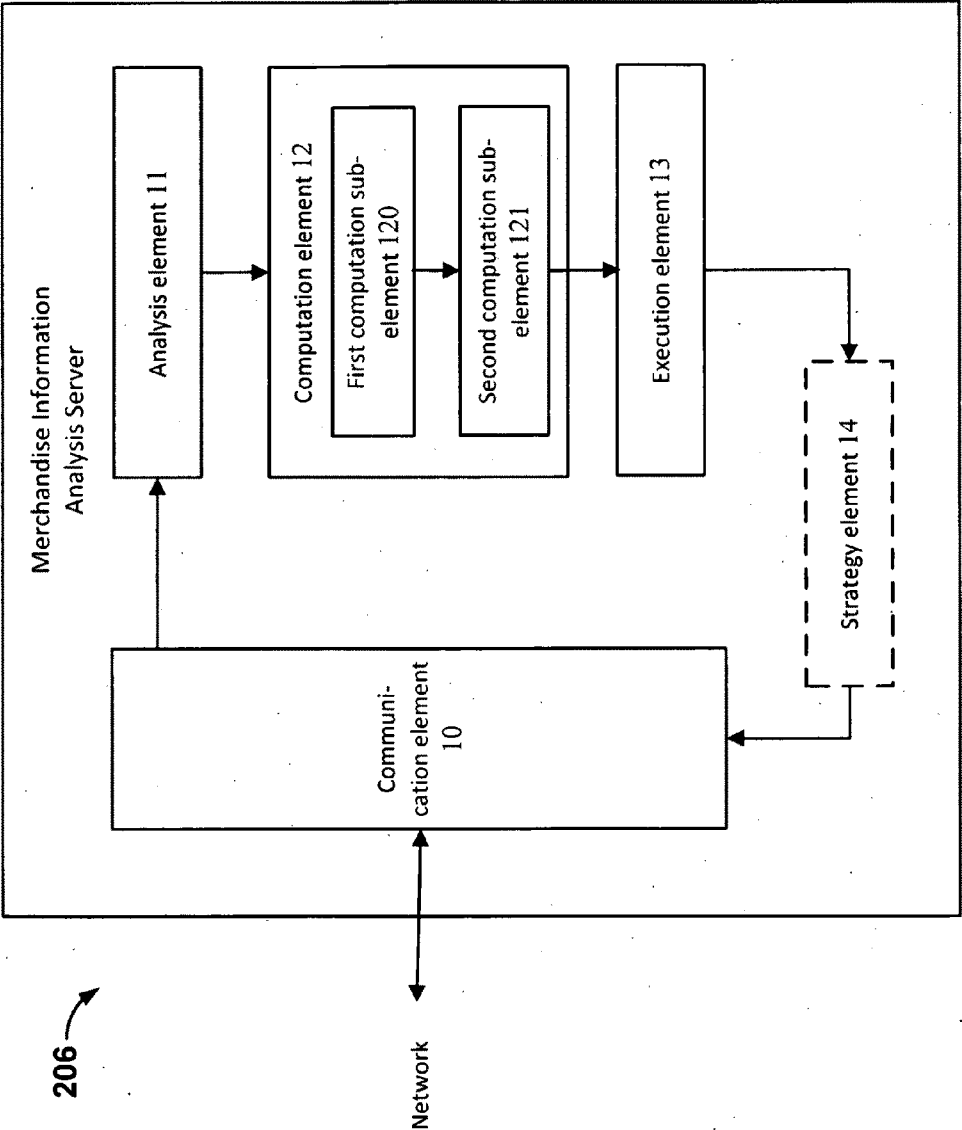 206
Merchandise Information
Analysis Server
Network
Communi-
cation element
10
Analysis element 11
Computation element 12
First computation sub-
element 120
Second computation sub-
element 121
Execution element 13
Strategy element 14